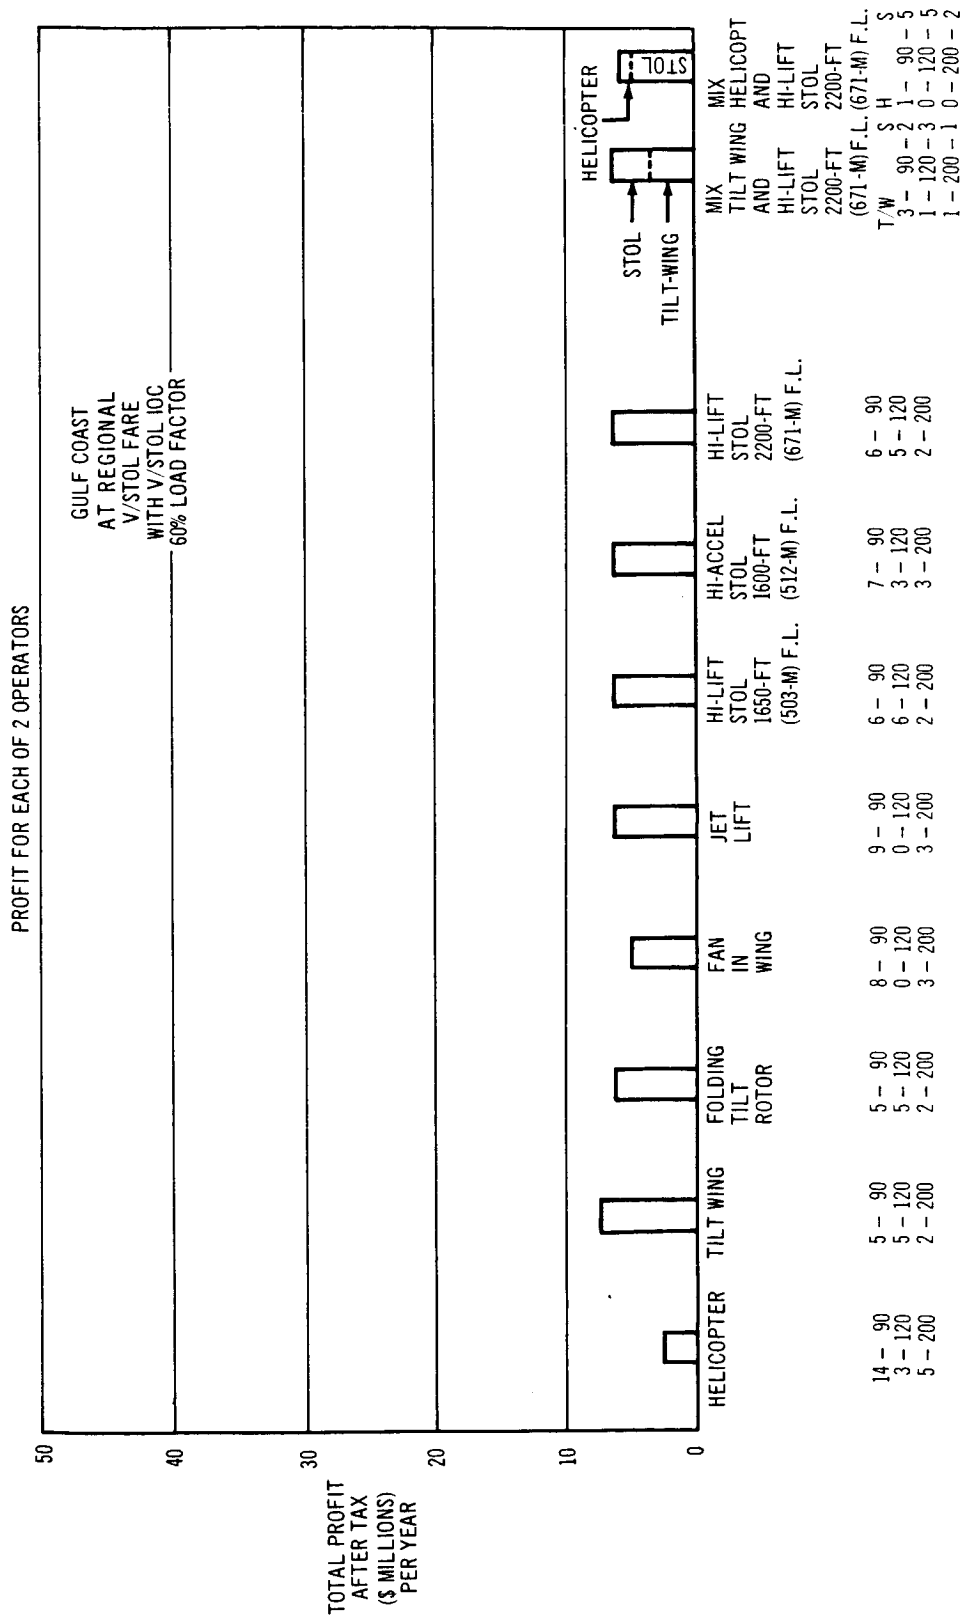 PROFIT FOR EACH OF 2 OPERATORS
GULF COAST
AT REGIONAL
V/STOL FARE
WITH V/STOL IOC
60% LOAD FACTOR
TOTAL PROFIT
AFTER TAX
($ MILLIONS)
PER YEAR
50
40
30
20
10
0
HELICOPTER
14 – 90
3 – 120
5 – 200
TILT WING
5 – 90
5 – 120
2 – 200
FOLDING
TILT
ROTOR
5 – 90
5 – 120
2 – 200
FAN
IN
WING
8 – 90
0 – 120
3 – 200
JET
LIFT
9 – 90
0 – 120
3 – 200
HI-LIFT
STOL
1650-FT
(503-M) F.L.
6 – 90
6 – 120
2 – 200
HI-ACCEL
STOL
1600-FT
(512-M) F.L.
7 – 90
3 – 120
3 – 200
HI-LIFT
STOL
2200-FT
(671-M) F.L.
6 – 90
5 – 120
2 – 200
STOL
TILT-WING
MIX
TILT WING
AND
HI-LIFT
STOL
2200-FT
(671-M) F.L.
T/W S
3 – 90 – 2
1 – 120 – 3
1 – 200 – 1
HELICOPTER
STOL
MIX
HELICOPT
AND
HI-LIFT
STOL
2200-FT
(671-M) F.L.
H S
1 – 90 – 5
0 – 120 – 5
0 – 200 – 2